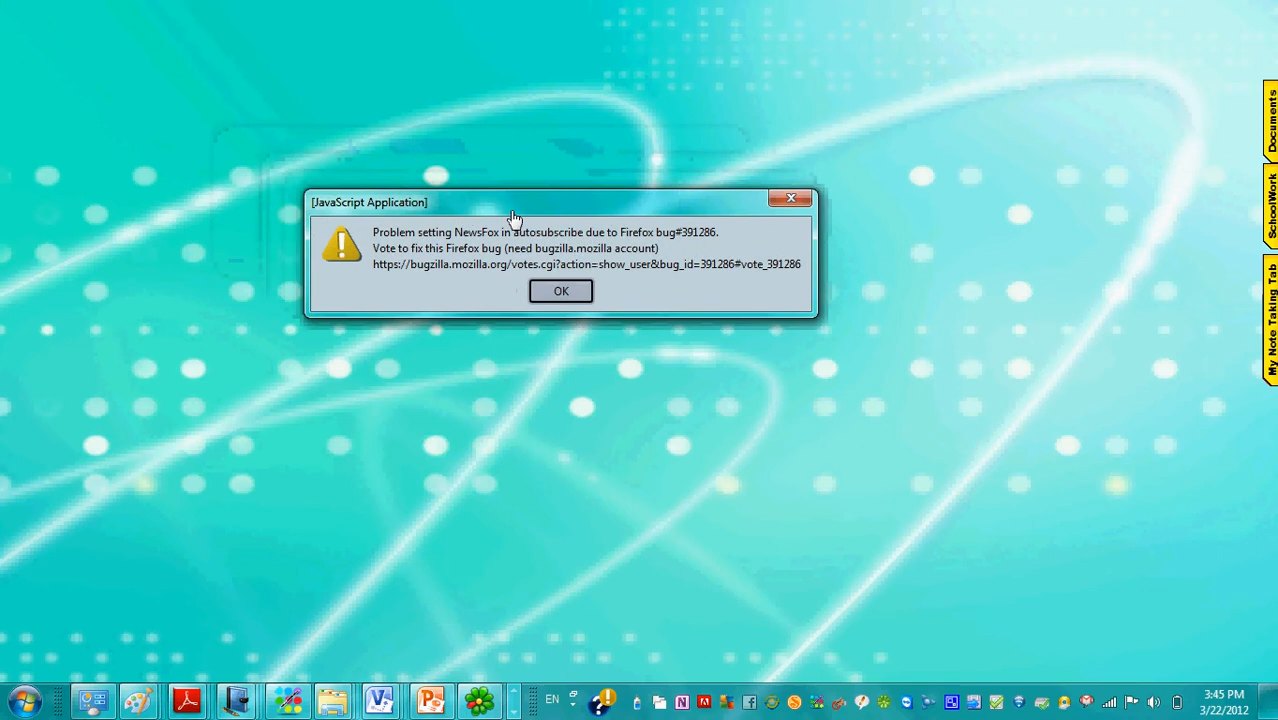 [JavaScript Application]
Problem setting NewsFox in autosubscribe due to Firefox bug#391286.
Vote to fix this Firefox bug (need bugzilla.mozilla account)
https://bugzilla.mozilla.org/votes.cgi?action=show_user&bug_id=391286#vote_391286
OK
Documents
SchoolWork
My Note Taking Tab
EN
3:45 PM
3/22/2012